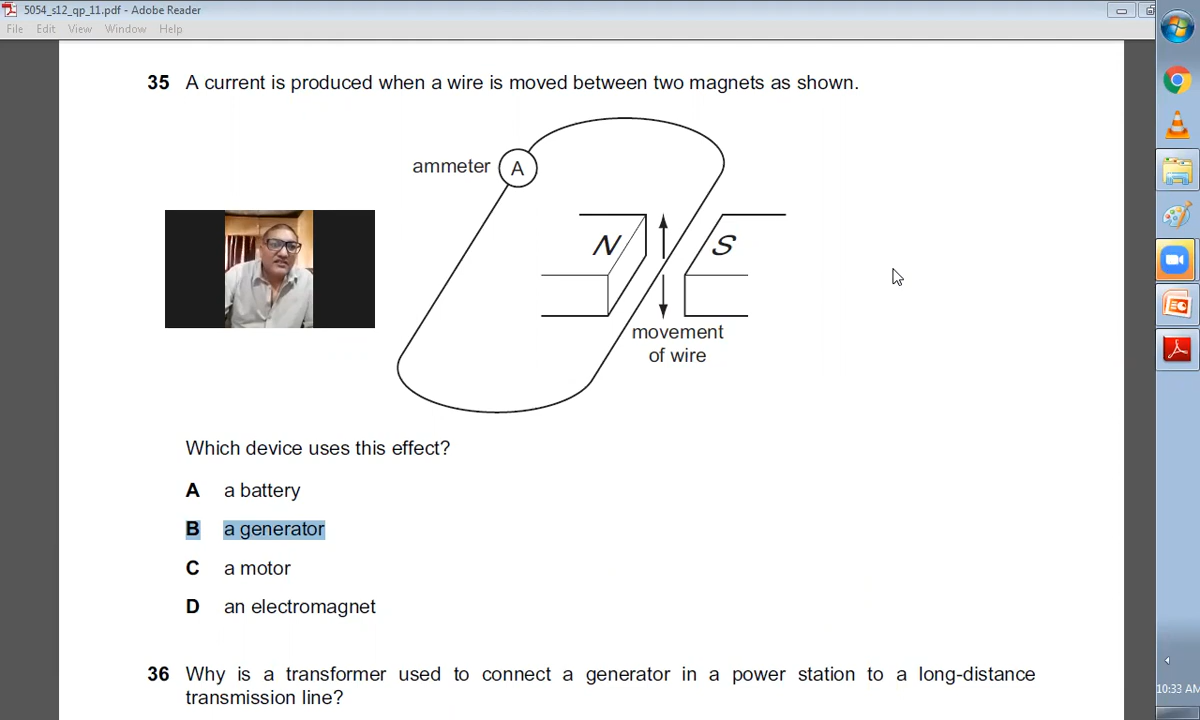 5054_s12_qp_11.pdf - Adobe Reader
File Edit View Window Help
35 A current is produced when a wire is moved between two magnets as shown.
ammeter A
N S
movement
of wire
Which device uses this effect?
A a battery
B a generator
C a motor
D an electromagnet
36 Why is a transformer used to connect a generator in a power station to a long-distance
transmission line?
10:33 AM